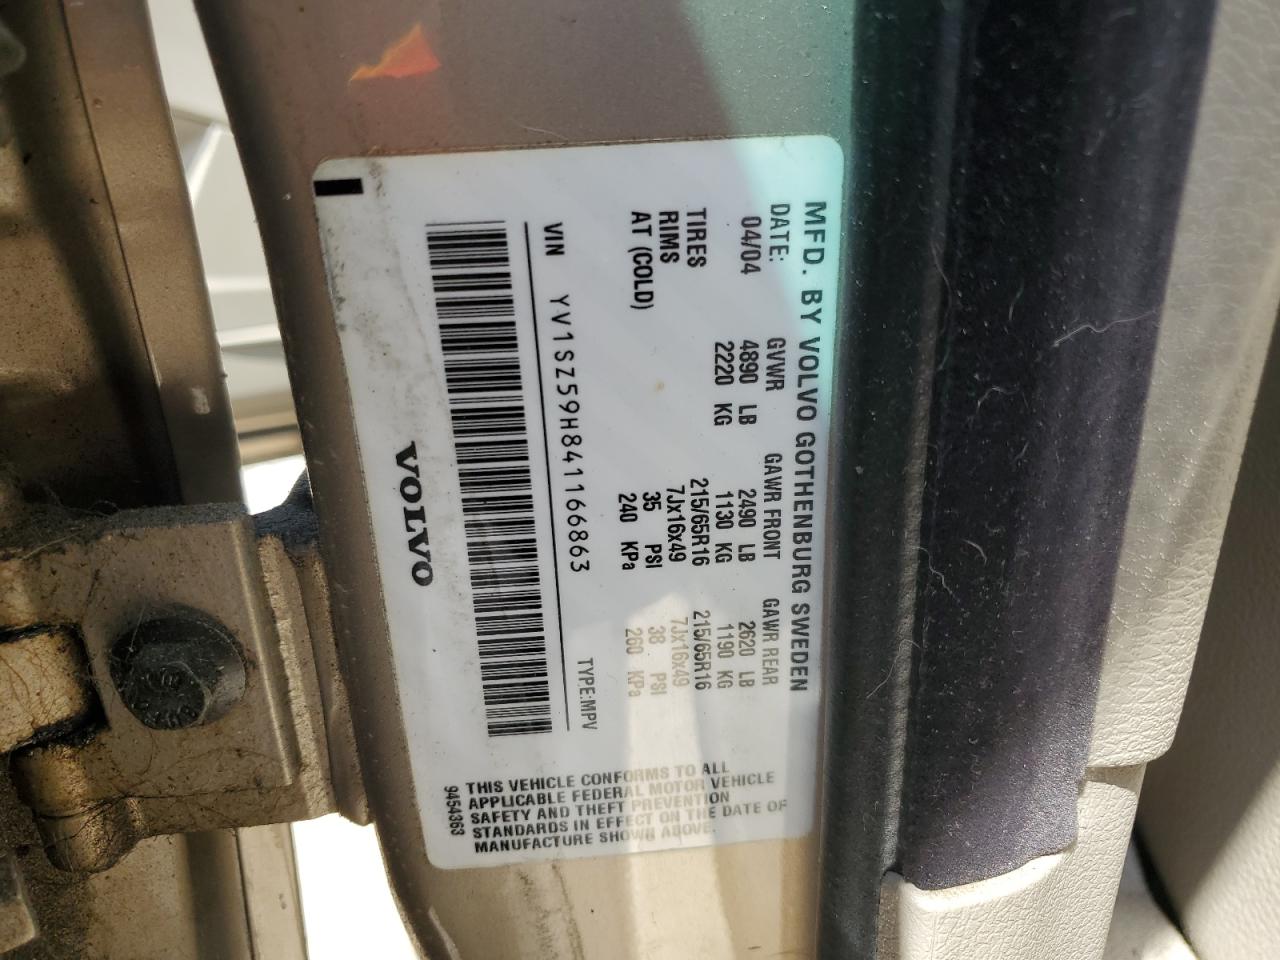 MFD. BY VOLVO GOTHENBURG SWEDEN
DATE: GVWR GAWR FRONT GAWR REAR
04/04 4890 LB 2490 LB 2620 LB
2220 KG 1130 KG 1190 KG
TIRES 215/65R16 215/65R16
RIMS 7Jx16x49 7Jx16x49
AT (COLD) 35 PSI 38 PSI
240 KPa 260 KPa
VIN YV1SZ59H841166863 TYPE:MPV
VOLVO
THIS VEHICLE CONFORMS TO ALL
APPLICABLE FEDERAL MOTOR VEHICLE
SAFETY AND THEFT PREVENTION
STANDARDS IN EFFECT ON THE DATE OF
MANUFACTURE SHOWN ABOVE.
9454363